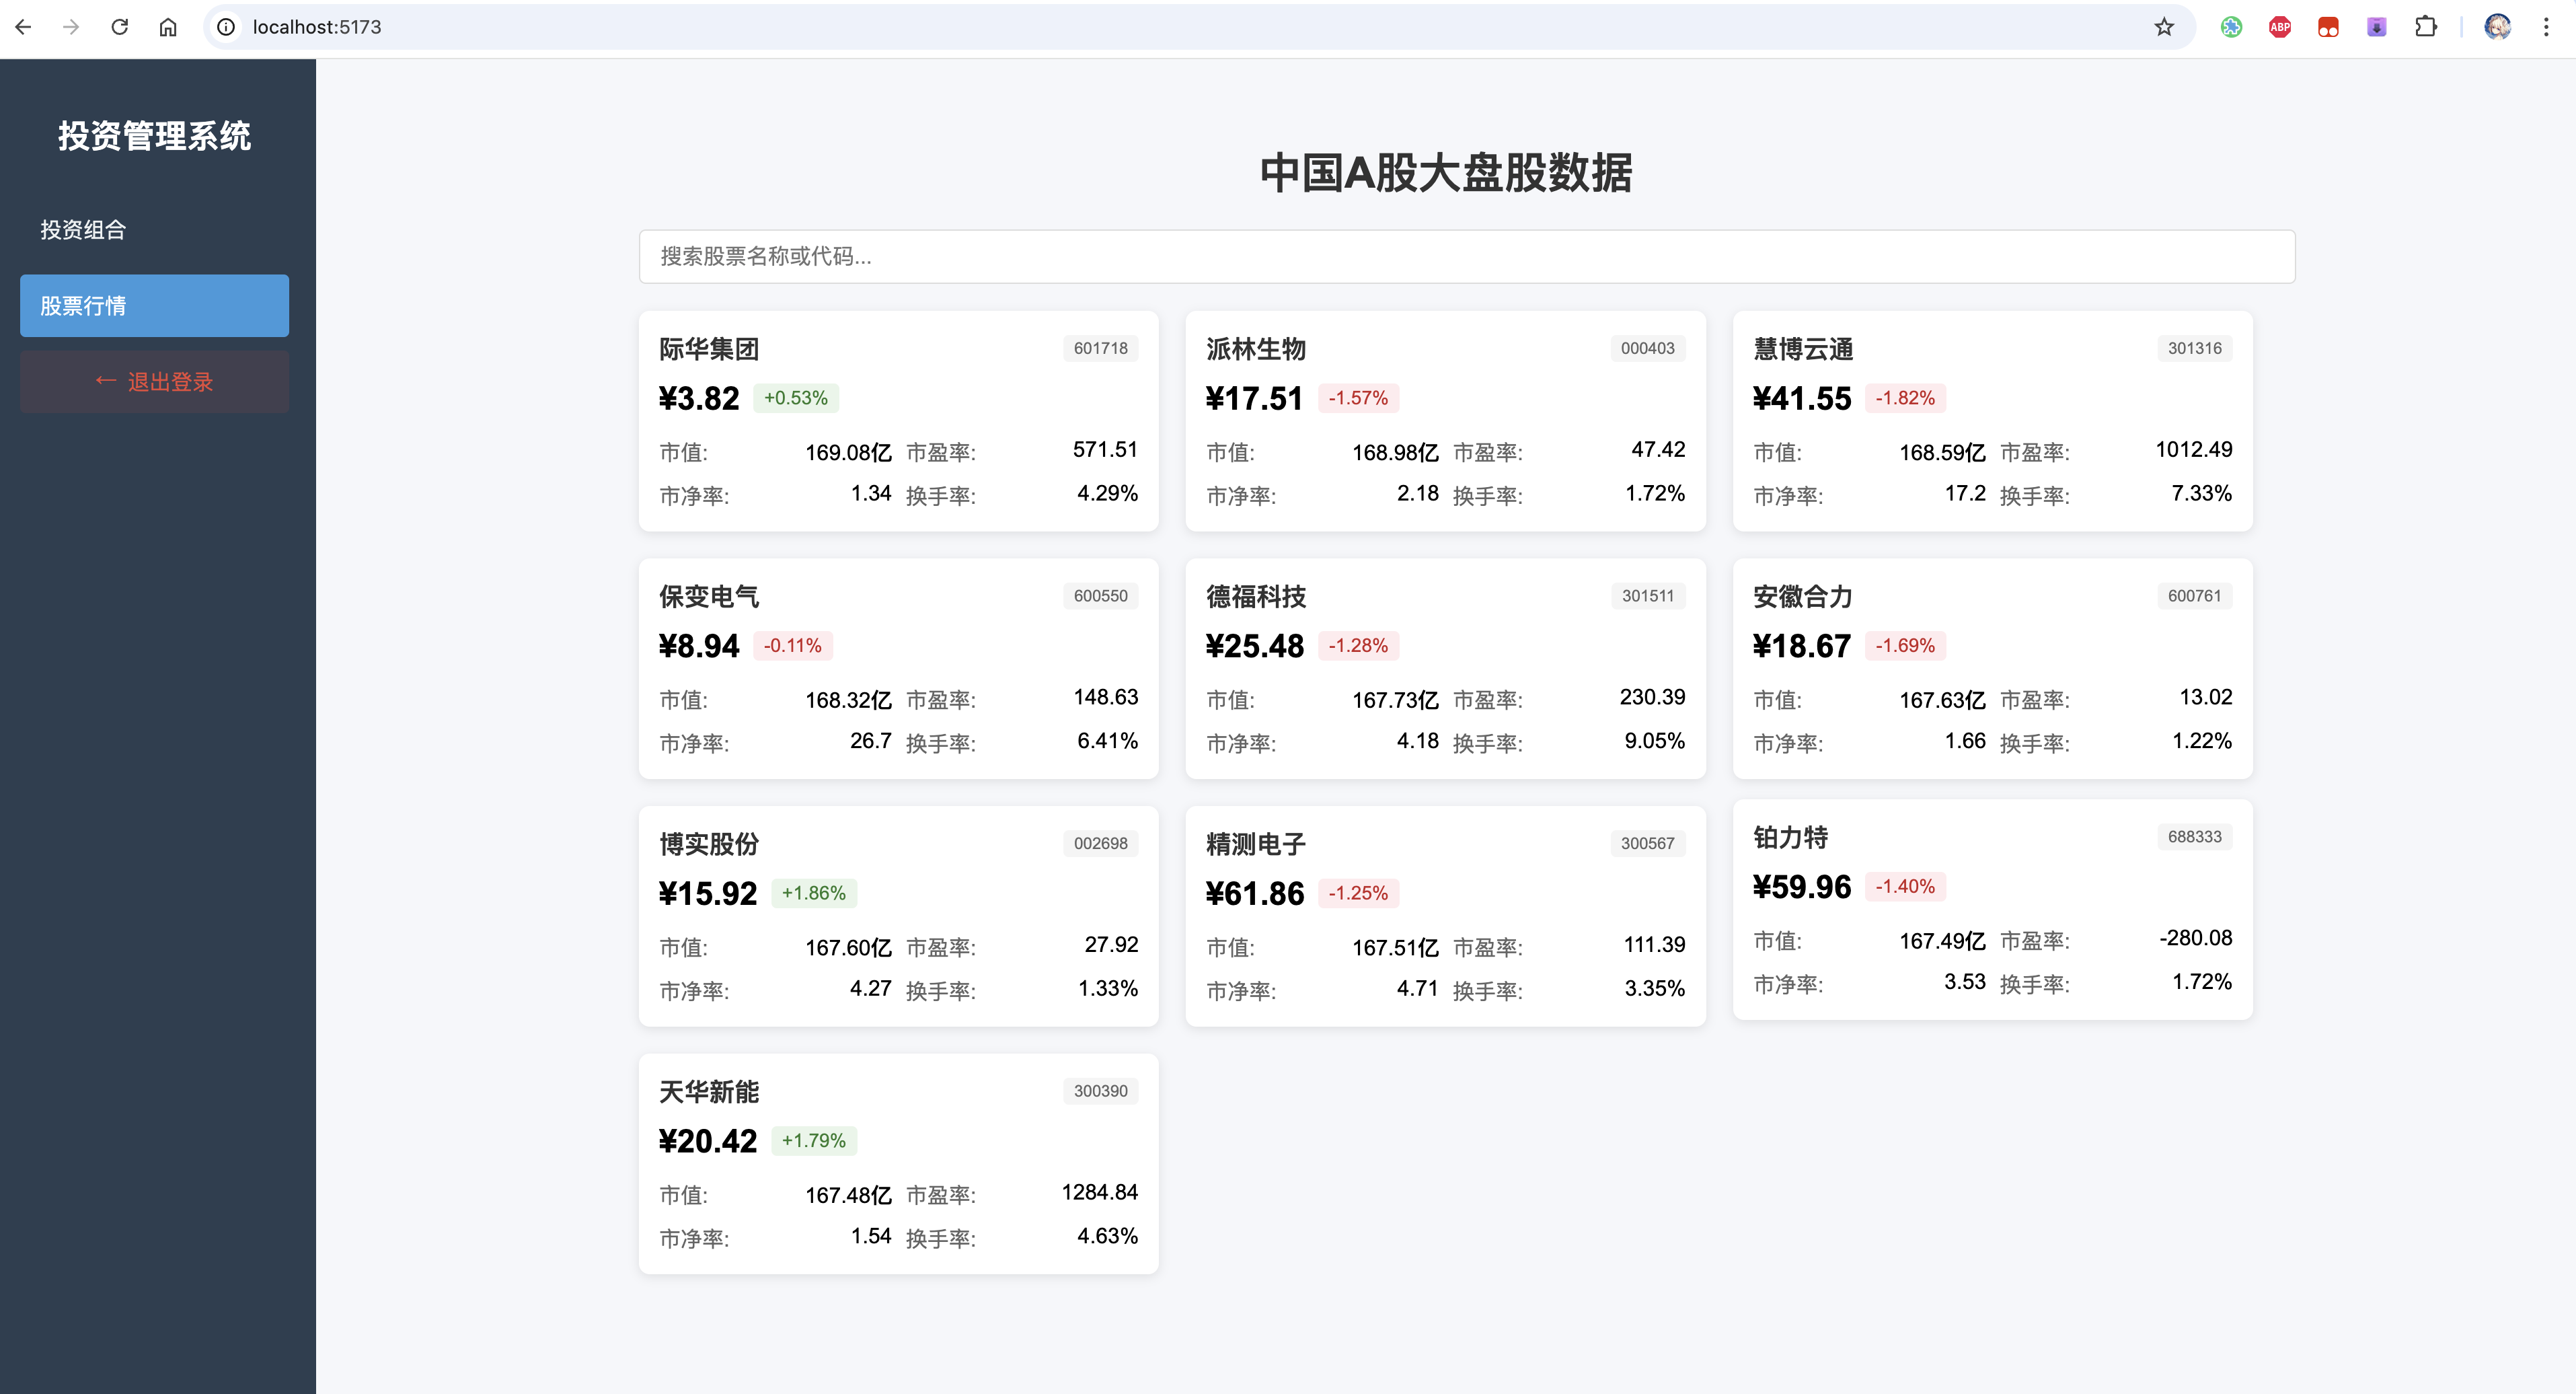 localhost:5173
ABP
投资管理系统
投资组合
股票行情
← 退出登录
中国A股大盘股数据
搜索股票名称或代码...
际华集团 601718
¥3.82 +0.53%
市值: 169.08亿 市盈率: 571.51
市净率: 1.34 换手率: 4.29%
派林生物 000403
¥17.51 -1.57%
市值: 168.98亿 市盈率: 47.42
市净率: 2.18 换手率: 1.72%
慧博云通 301316
¥41.55 -1.82%
市值: 168.59亿 市盈率: 1012.49
市净率: 17.2 换手率: 7.33%
保变电气 600550
¥8.94 -0.11%
市值: 168.32亿 市盈率: 148.63
市净率: 26.7 换手率: 6.41%
德福科技 301511
¥25.48 -1.28%
市值: 167.73亿 市盈率: 230.39
市净率: 4.18 换手率: 9.05%
安徽合力 600761
¥18.67 -1.69%
市值: 167.63亿 市盈率: 13.02
市净率: 1.66 换手率: 1.22%
博实股份 002698
¥15.92 +1.86%
市值: 167.60亿 市盈率: 27.92
市净率: 4.27 换手率: 1.33%
精测电子 300567
¥61.86 -1.25%
市值: 167.51亿 市盈率: 111.39
市净率: 4.71 换手率: 3.35%
铂力特 688333
¥59.96 -1.40%
市值: 167.49亿 市盈率: -280.08
市净率: 3.53 换手率: 1.72%
天华新能 300390
¥20.42 +1.79%
市值: 167.48亿 市盈率: 1284.84
市净率: 1.54 换手率: 4.63%